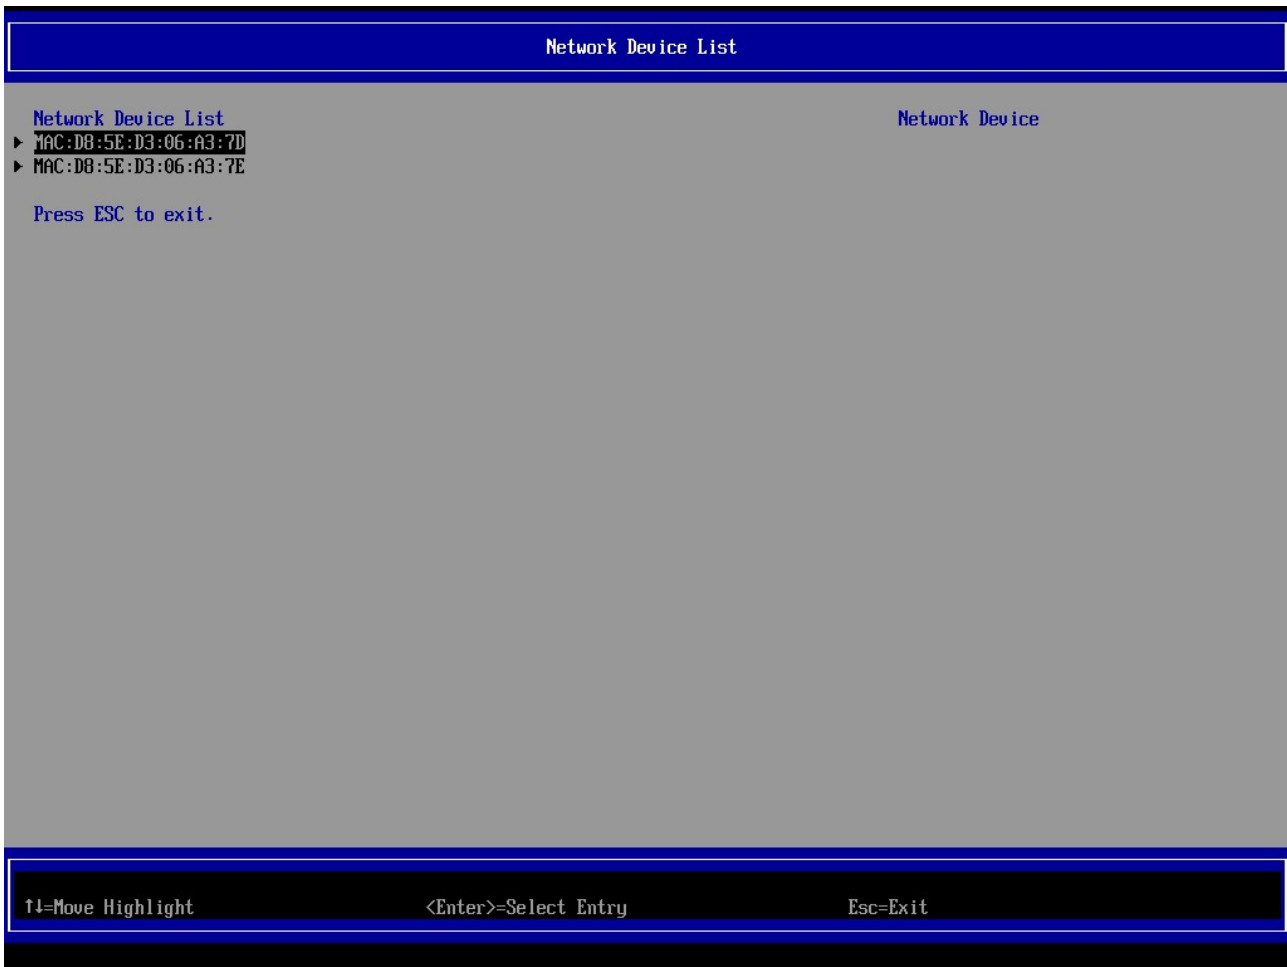 Network Device List
Network Device List
Network Device
▶ MAC:D8:5E:D3:06:A3:7D
▶ MAC:D8:5E:D3:06:A3:7E
Press ESC to exit.
↑↓=Move Highlight
<Enter>=Select Entry
Esc=Exit